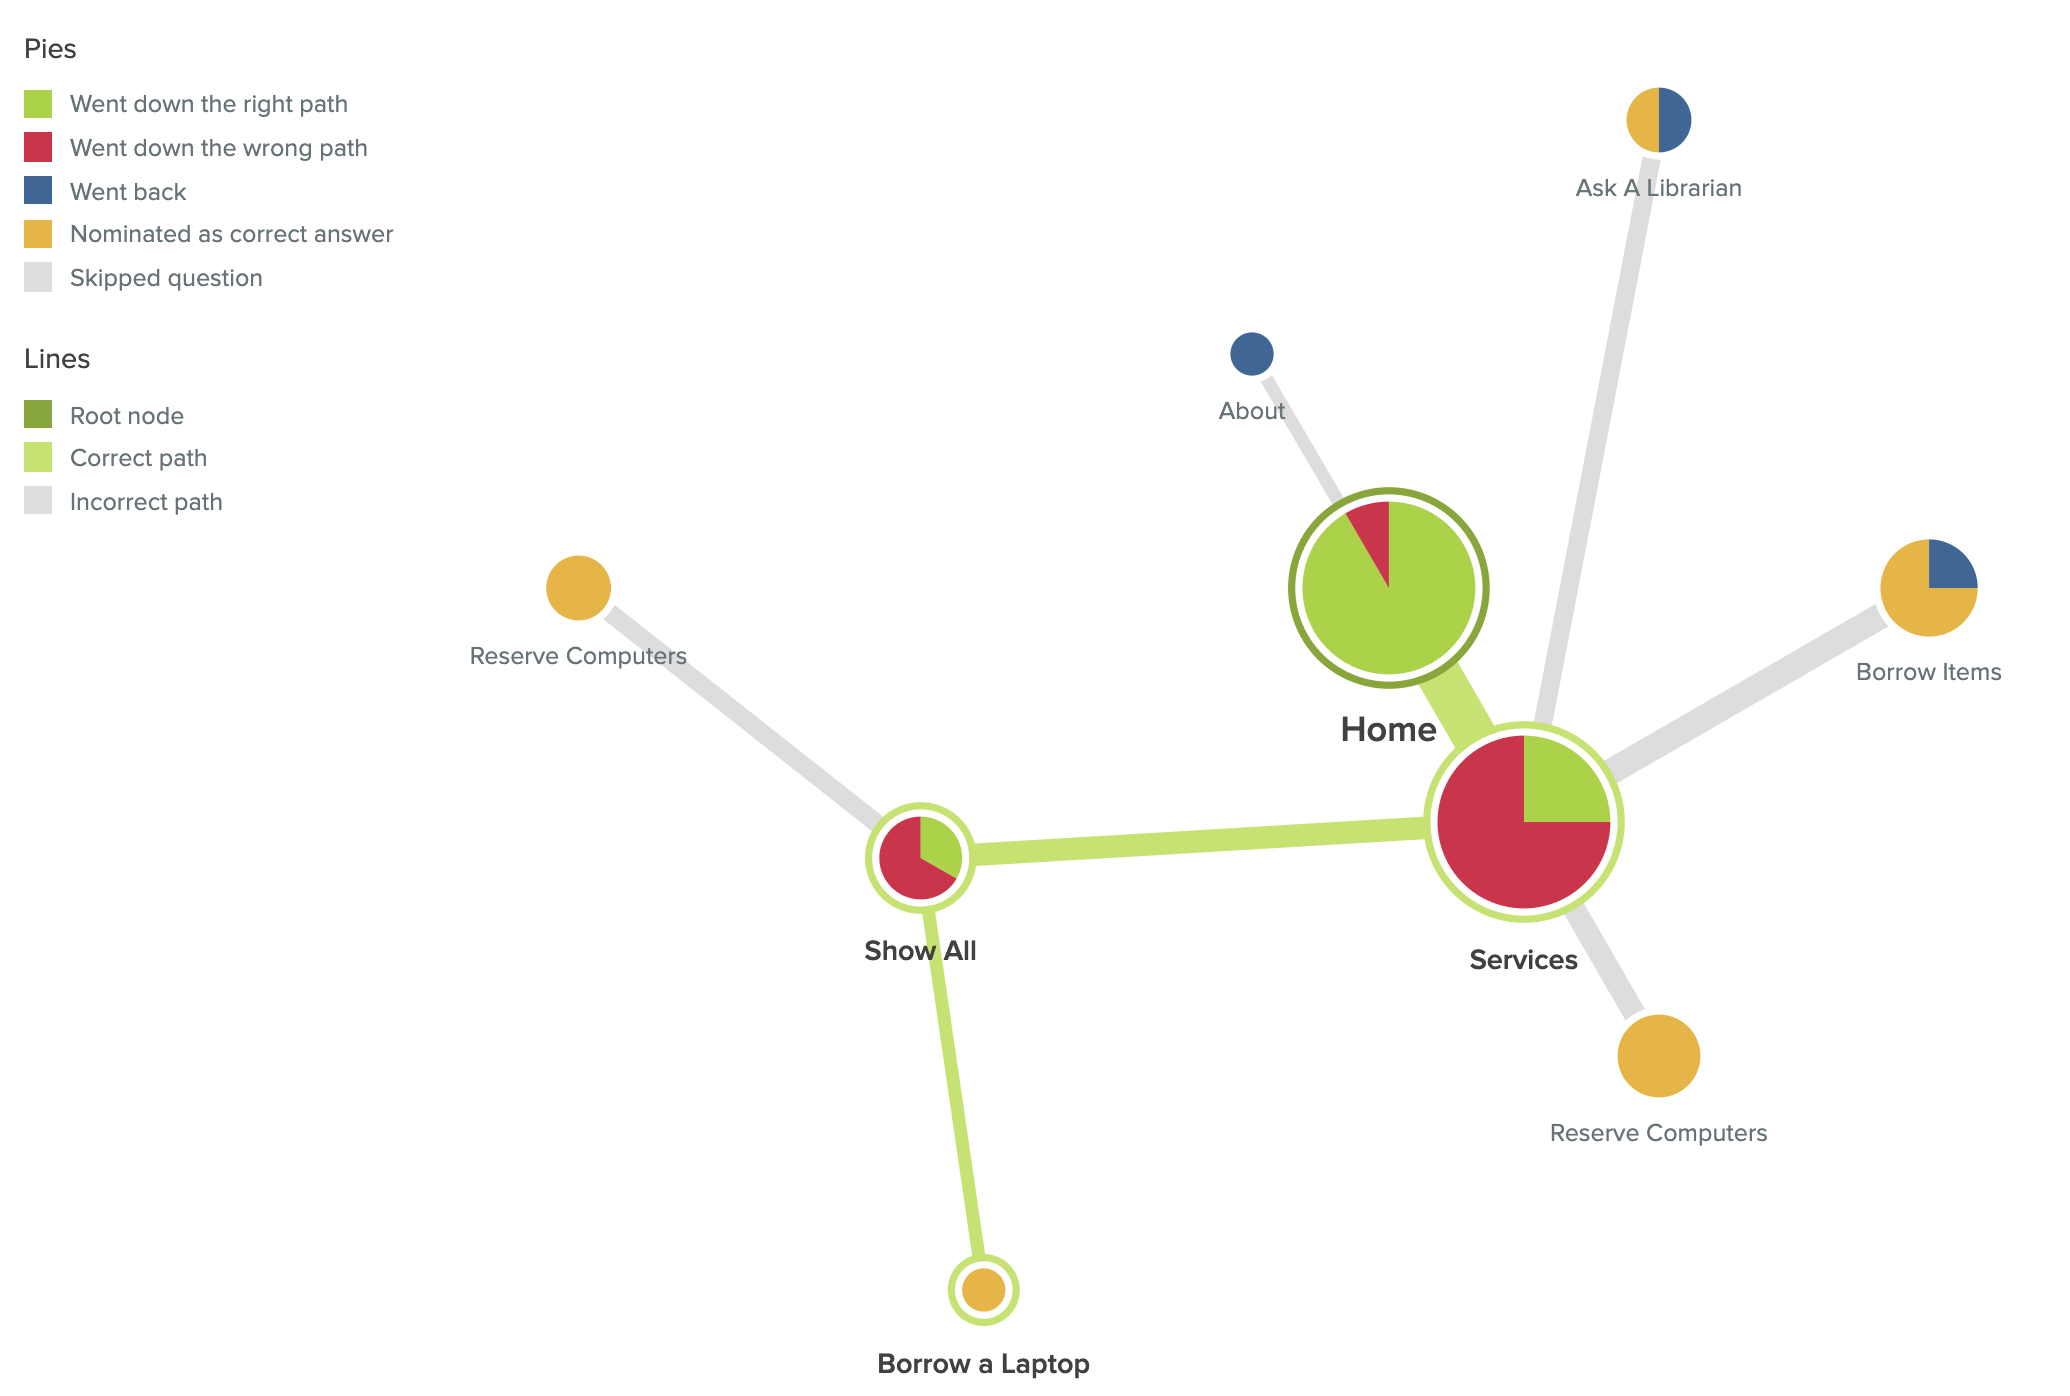 Pies
Went down the right path
Went down the wrong path
Went back
Nominated as correct answer
Skipped question
Lines
Root node
Correct path
Incorrect path
Ask A Librarian
About
Reserve Computers
Borrow Items
Home
Show All
Services
Reserve Computers
Borrow a Laptop